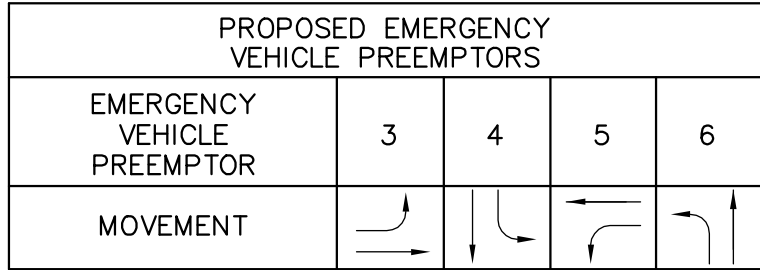 PROPOSED EMERGENCY
VEHICLE PREEMPTORS
EMERGENCY
VEHICLE
PREEMPTOR
3 4 5 6
MOVEMENT